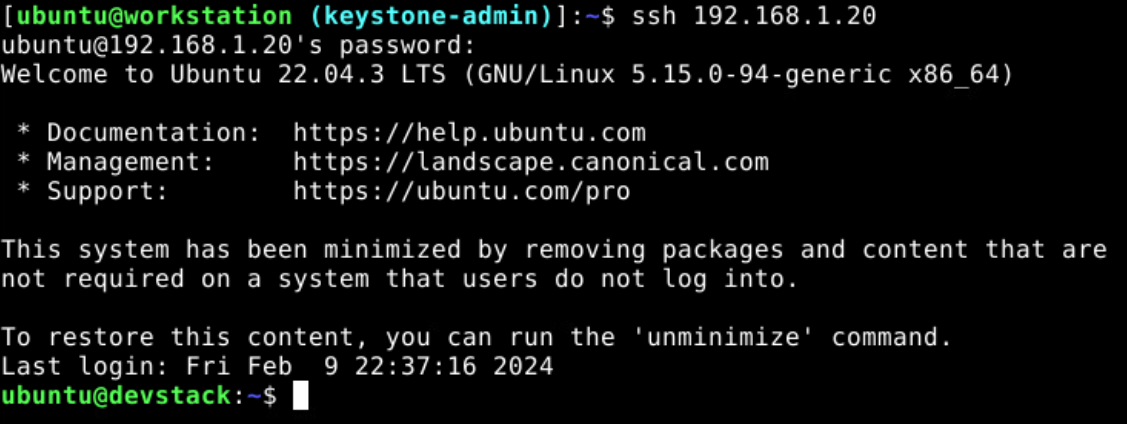 [ubuntu@workstation (keystone-admin)]:~$ ssh 192.168.1.20
ubuntu@192.168.1.20's password:
Welcome to Ubuntu 22.04.3 LTS (GNU/Linux 5.15.0-94-generic x86_64)
* Documentation:  https://help.ubuntu.com
* Management:     https://landscape.canonical.com
* Support:        https://ubuntu.com/pro
This system has been minimized by removing packages and content that are
not required on a system that users do not log into.
To restore this content, you can run the 'unminimize' command.
Last login: Fri Feb  9 22:37:16 2024
ubuntu@devstack:~$